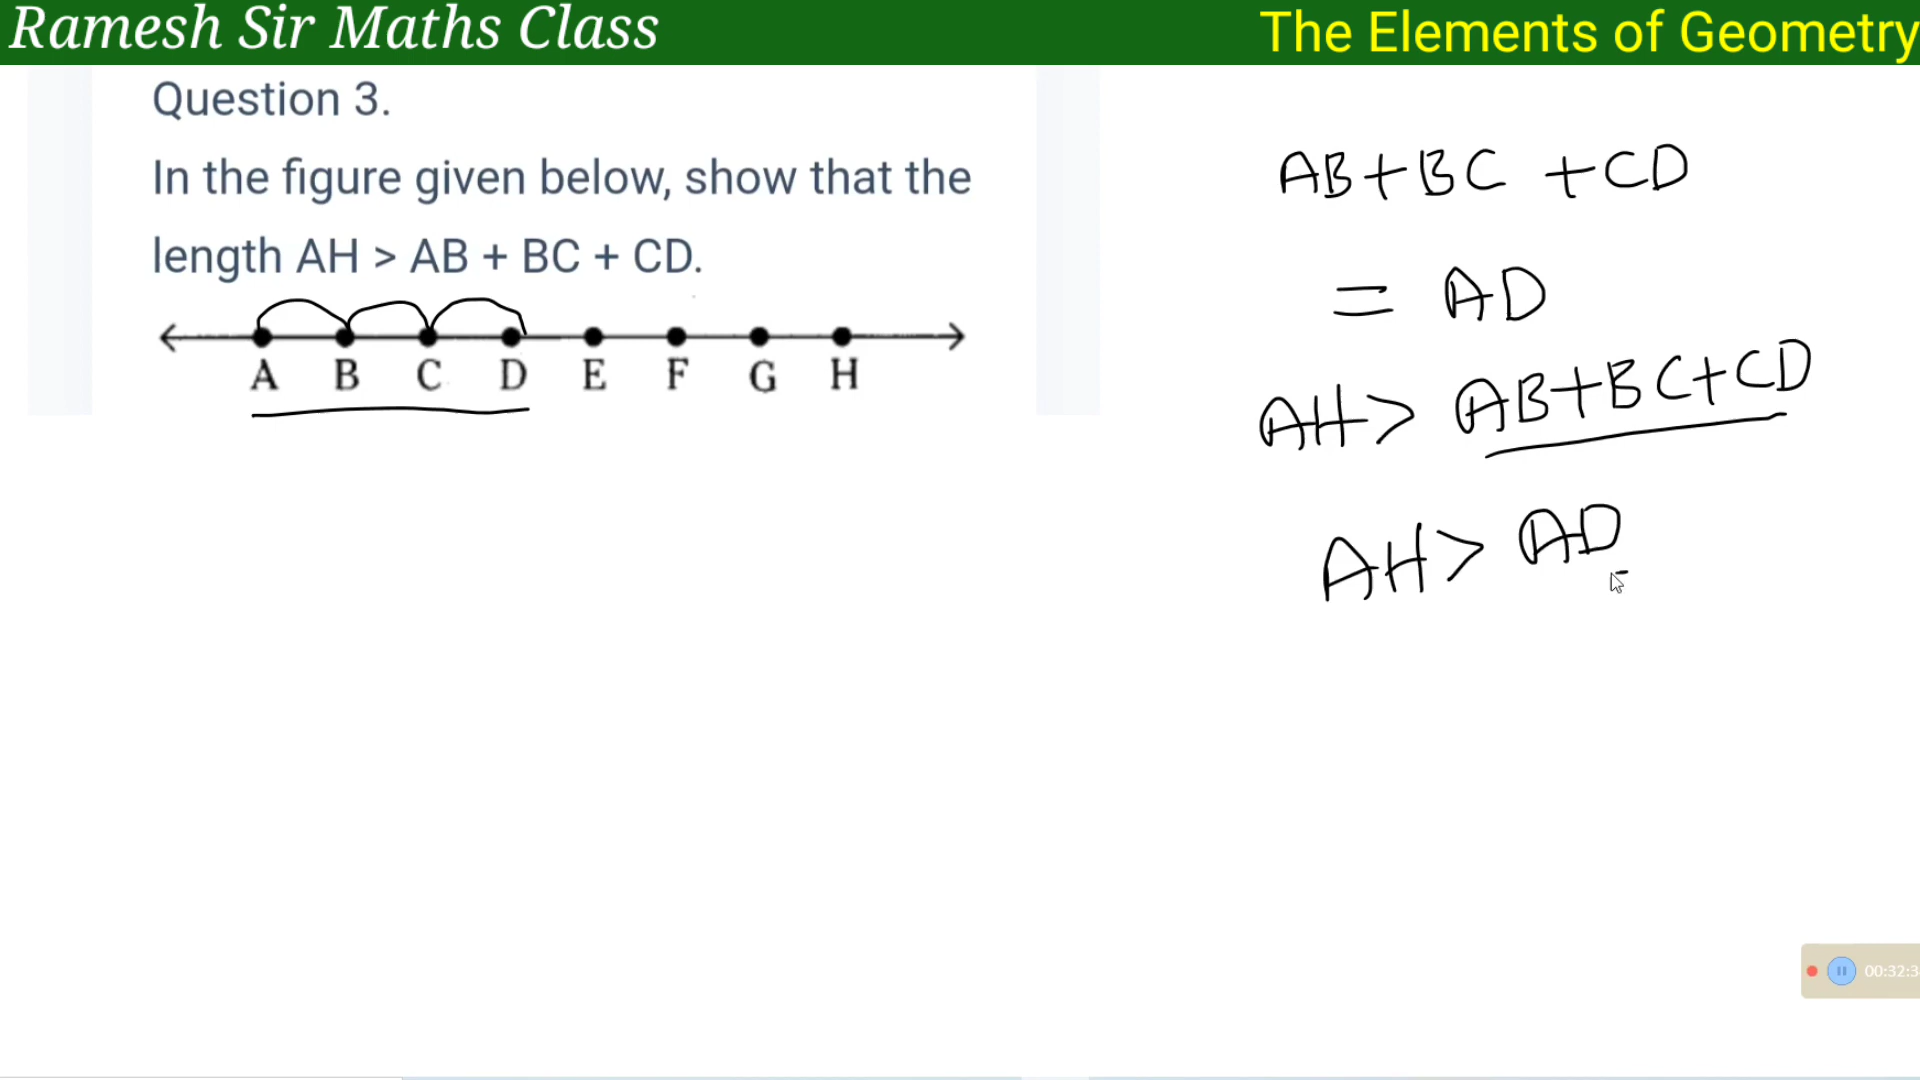 Ramesh Sir Maths Class
The Elements of Geometry
Question 3.
In the figure given below, show that the
length AH > AB + BC + CD.
A B C D E F G H
AB+BC +CD
= AD
AH> AB+BC+CD
AH> AD
00:32:3